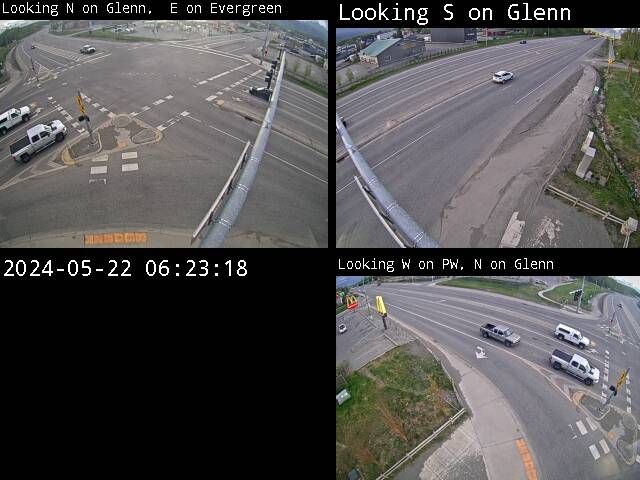 Looking N on Glenn,  E on Evergreen
Looking S on Glenn
2024-05-22 06:23:18
Looking W on PW, N on Glenn